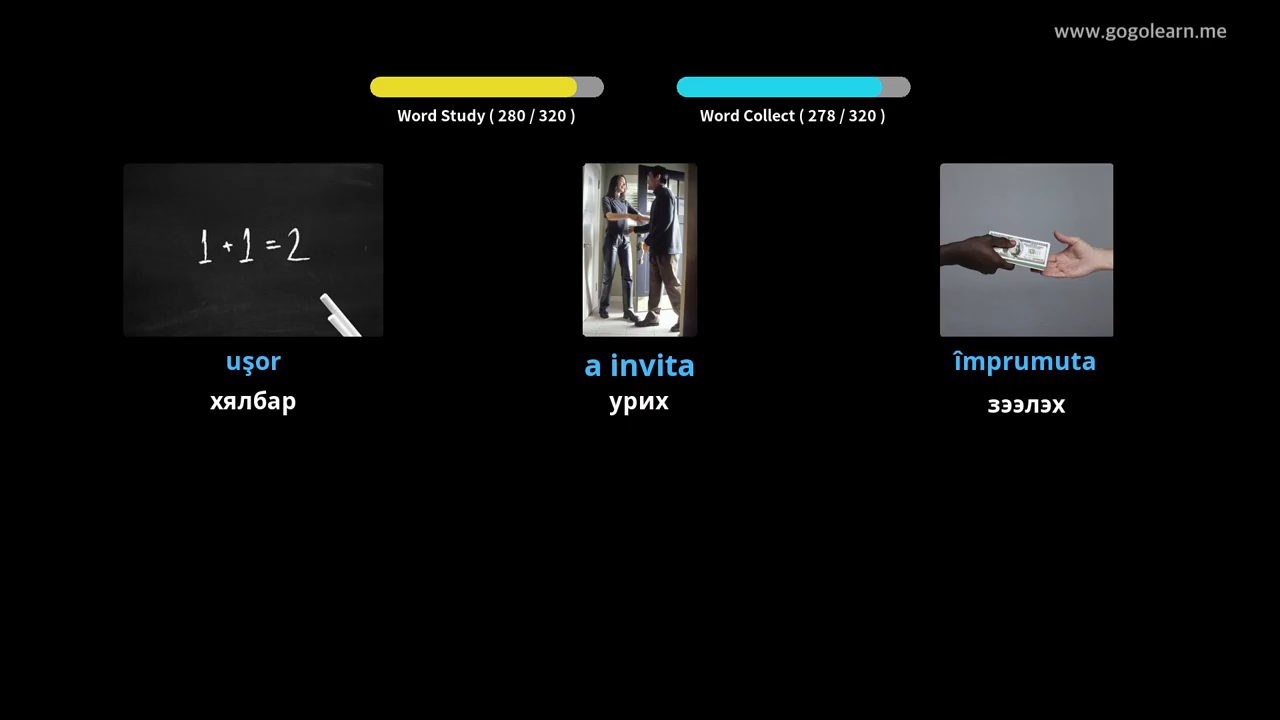 www.gogolearn.me
Word Study ( 280 / 320 )
Word Collect ( 278 / 320 )
1 + 1 = 2
uşor
a invita
împrumuta
хялбар
урих
зээлэх